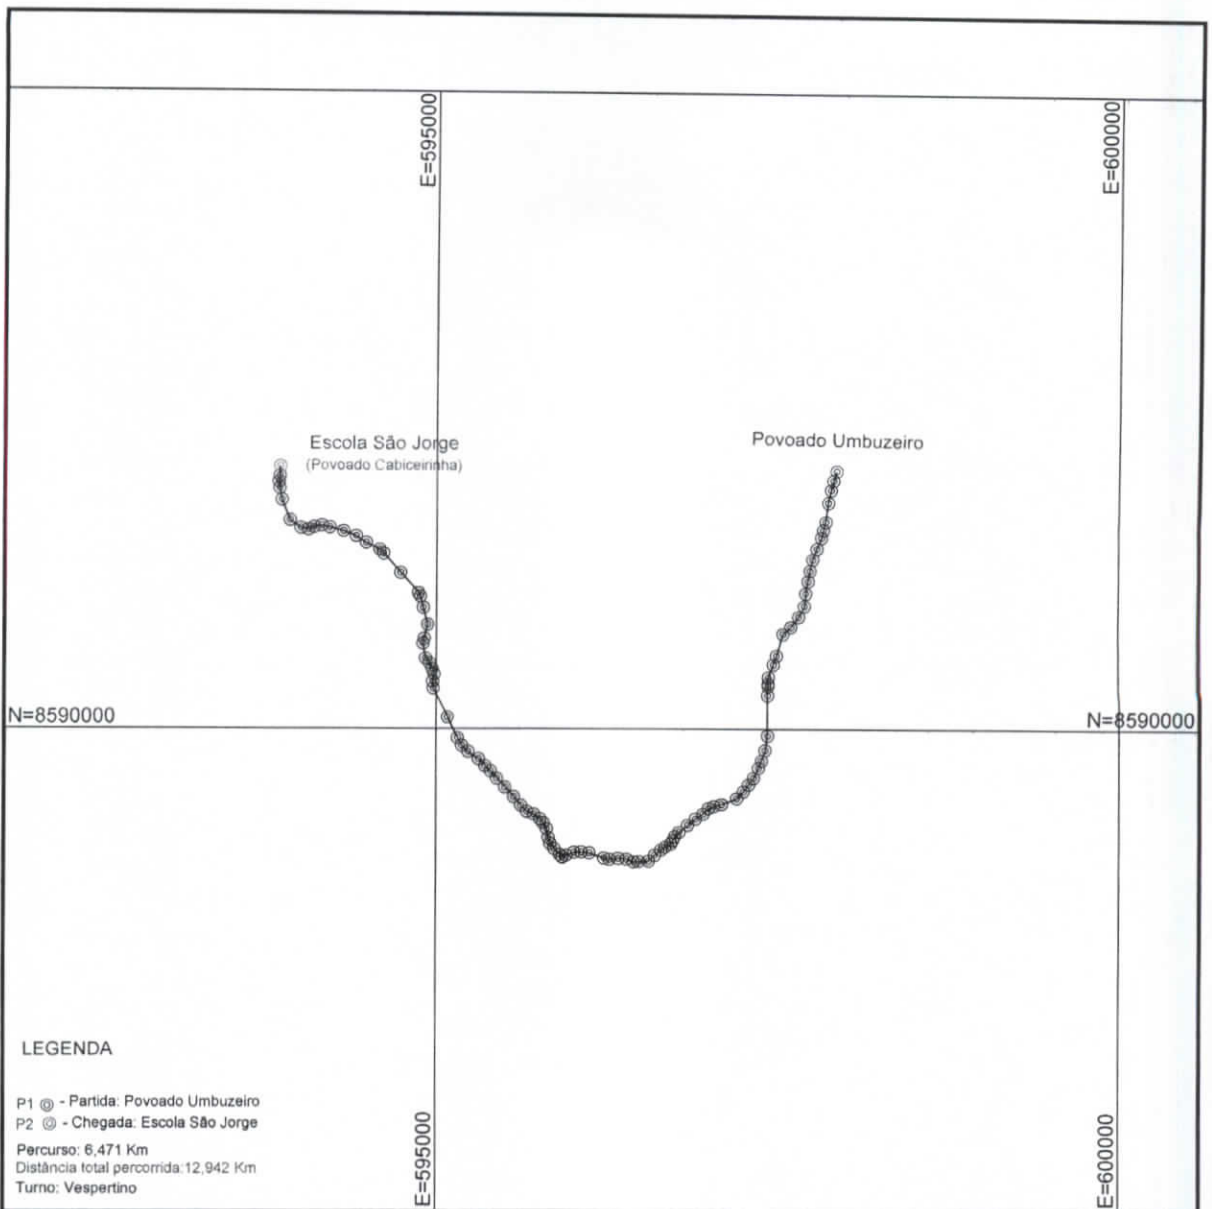 E=595000
E=600000
Escola São Jorge
(Povoado Cabiceirinha)
Povoado Umbuzeiro
N=8590000
N=8590000
LEGENDA
P1 ◎ - Partida: Povoado Umbuzeiro
P2 ◎ - Chegada: Escola São Jorge
Percurso: 6,471 Km
Distância total percorrida:12,942 Km
Turno: Vespertino
E=595000
E=600000